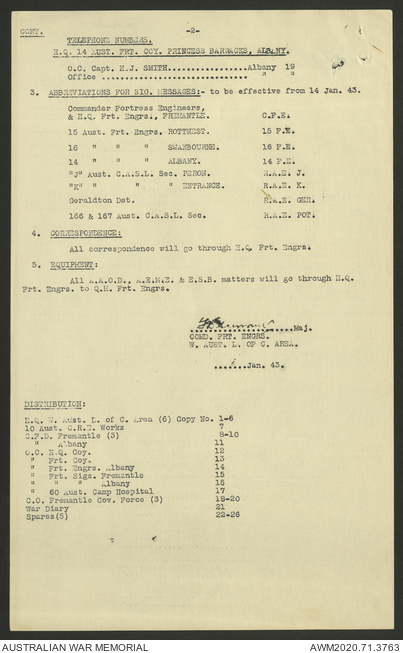 CONT.
-2-
TELEPHONE NUMBERS.
H.Q. 14 AUST. FRT. COY. PRINCESS BARRACKS, ALBANY.
O.C. Capt. H.J. SMITH.................Albany 19
Office ............................... " "
3. ABBREVIATIONS FOR SIG. MESSAGES:- to be effective from 14 Jan. 43.
Commander Fortress Engineers,
& H.Q. Frt. Engrs., FREMANTLE. C.F.E.
15 Aust. Frt. Engrs. ROTTNEST. 15 F.E.
16 " " " SWANBOURNE. 16 F.E.
14 " " " ALBANY. 14 F.E.
"J" Aust. C.A.S.L. Sec. PERON. R.A.E. J.
"K" " " " ENTRANCE. R.A.E. K.
Geraldton Det. R.A.E. GER.
166 & 167 Aust. C.A.S.L. Sec. R.A.E. POT.
4. CORRESPONDENCE:
All correspondence will go through H.Q. Frt. Engrs.
5. EQUIPMENT:
All A.A.O.D., A.E.M.E. & E.S.B. matters will go through H.Q.
Frt. Engrs. to Q.M. Frt. Engrs.
Maj.
COMD. FRT. ENGRS.
W. AUST. L. OF C. AREA.
Jan. 43.
DISTRIBUTION:
H.Q. W. Aust. L. of C. Area (6) Copy No. 1-6
10 Aust. C.R.E. Works 7
C.F.D. Fremantle (3) 8-10
" Albany 11
O.C. H.Q. Coy. 12
" Frt. Coy. 13
" Frt. Engrs. Albany 14
" Frt. Sigs. Fremantle 15
" " " Albany 16
" 60 Aust. Camp Hospital 17
C.O. Fremantle Cov. Force (3) 18-20
War Diary 21
Spares(5) 22-26
AUSTRALIAN WAR MEMORIAL AWM2020.71.3763